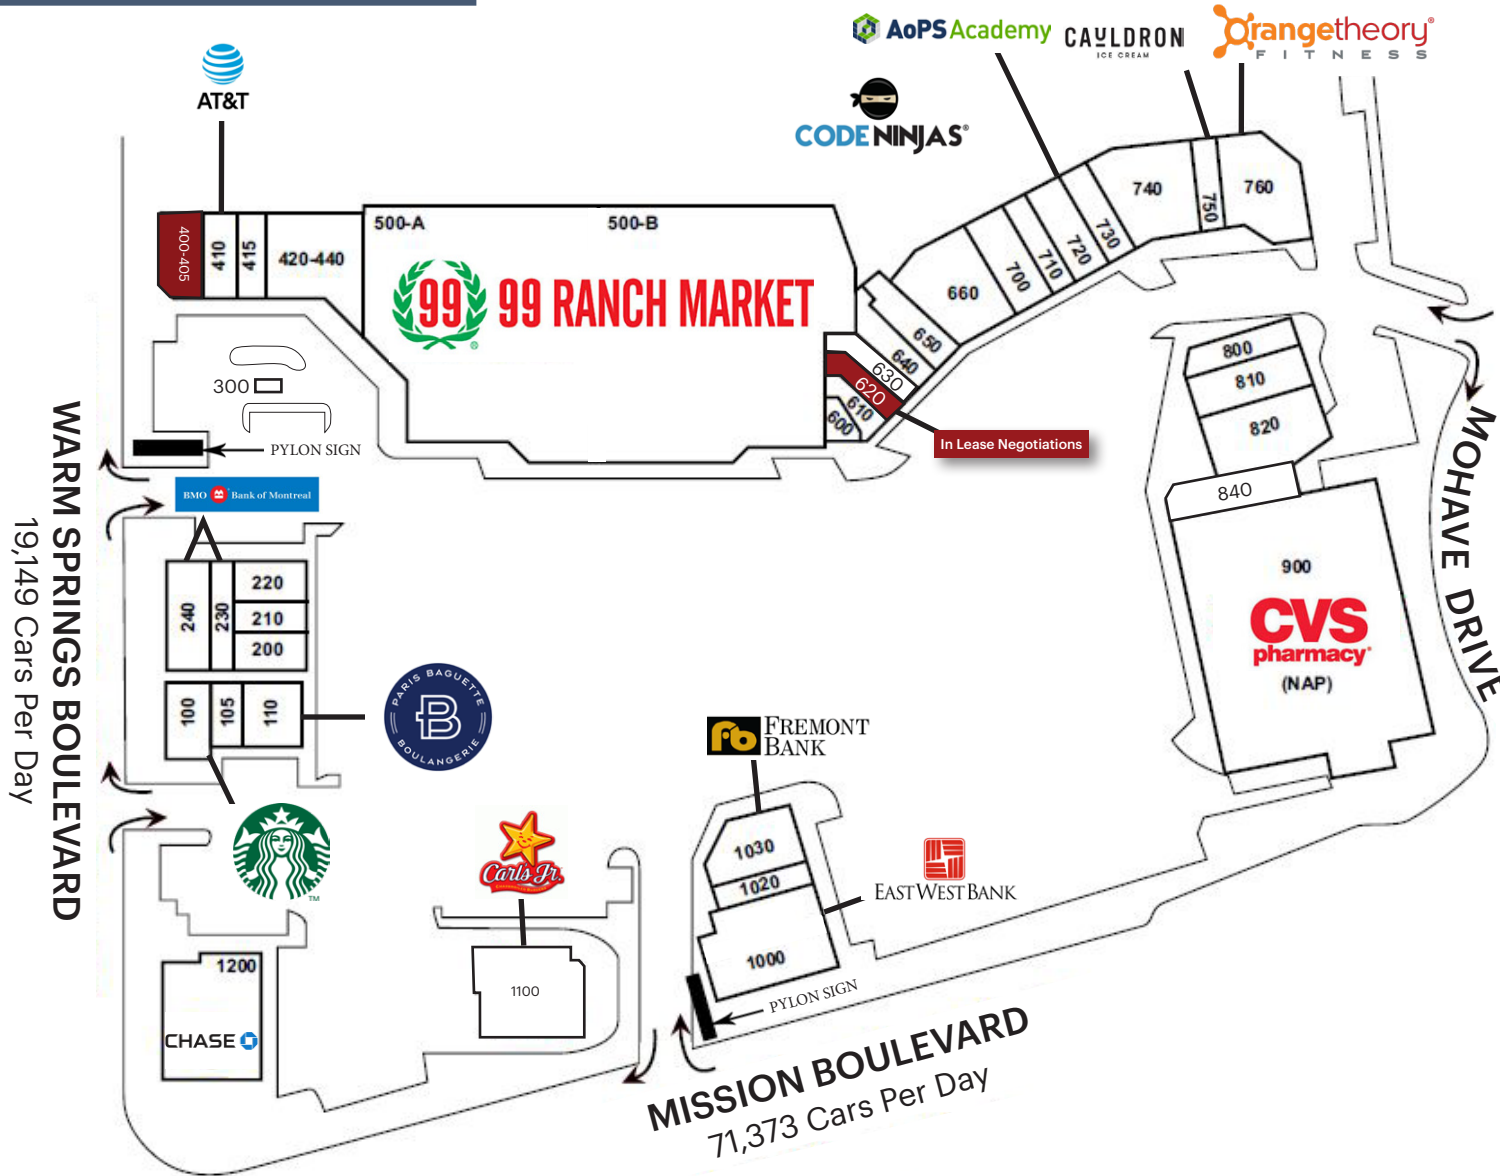 AoPS Academy
CAULDRON
ICE CREAM
orangetheory®
FITNESS
AT&T
CODE NINJAS®
400-405
410
415
420-440
500-A
500-B
99
99 RANCH MARKET
®
600
610
620
630
640
650
660
700
710
720
730
740
750
760
In Lease Negotiations
300
PYLON SIGN
BMO Bank of Montreal
WARM SPRINGS BOULEVARD
19,149 Cars Per Day
240
230
220
210
200
100
105
110
PARIS BAGUETTE
B
BOULANGERIE
TM
800
810
820
840
900
CVS
pharmacy®
(NAP)
MOHAVE DRIVE
fb FREMONT
BANK
1030
1020
1000
EASTWESTBANK
Carl's Jr.
1100
1200
CHASE
PYLON SIGN
MISSION BOULEVARD
71,373 Cars Per Day